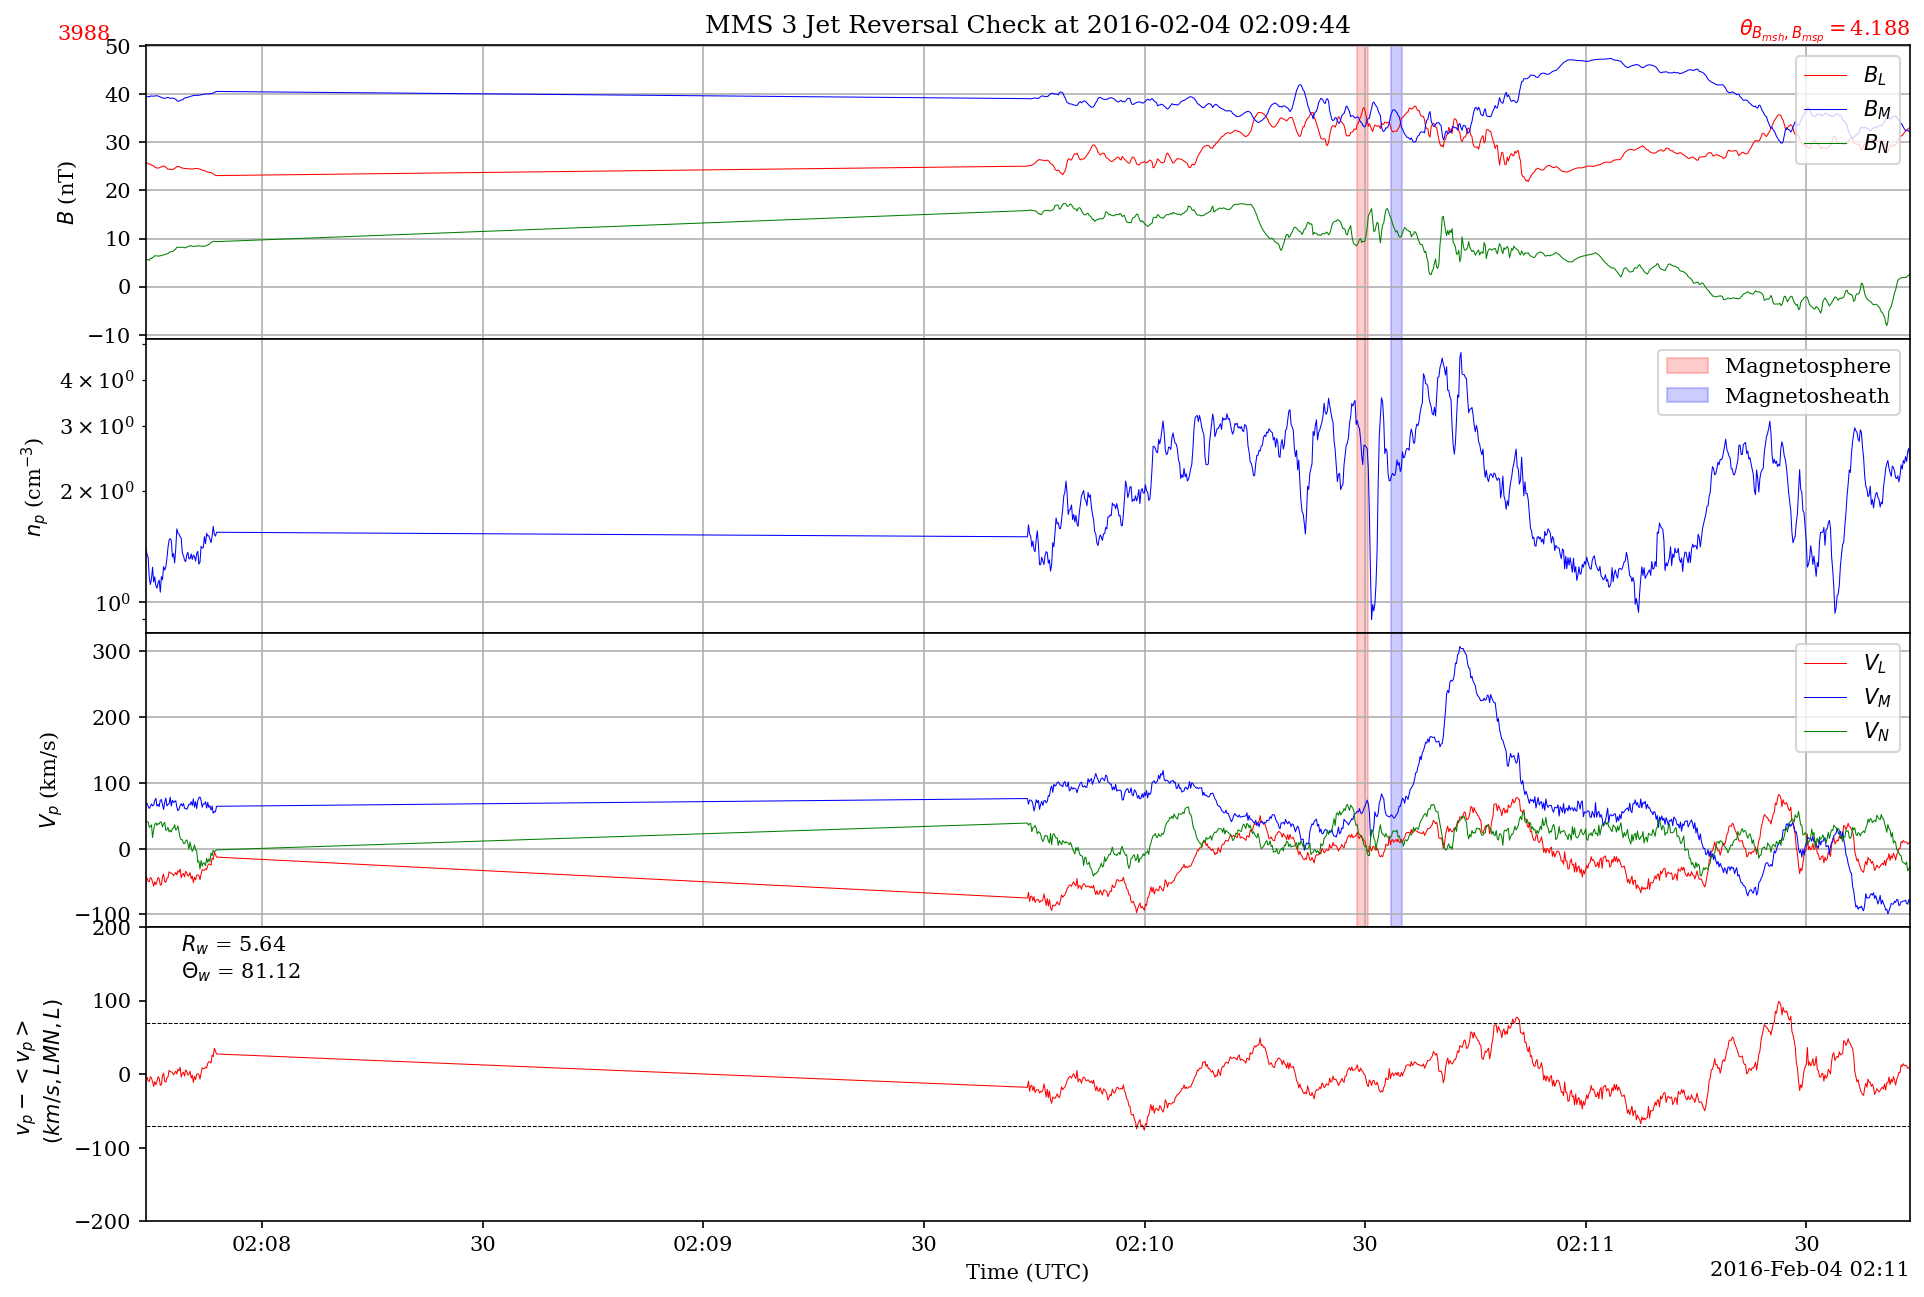 MMS 3 Jet Reversal Check at 2016-02-04 02:09:44
3988
θ_{B_{msh}, B_{msp}} = 4.188
50
40
30
20
10
0
−10
B (nT)
B_L
B_M
B_N
4 × 10^0
3 × 10^0
2 × 10^0
10^0
n_p (cm^{−3})
Magnetosphere
Magnetosheath
300
200
100
0
−100
V_p (km/s)
V_L
V_M
V_N
200
100
0
−100
−200
v_p − < v_p >
(km/s, LMN, L)
R_w = 5.64
Θ_w = 81.12
02:08
30
02:09
30
02:10
30
02:11
30
Time (UTC)
2016-Feb-04 02:11